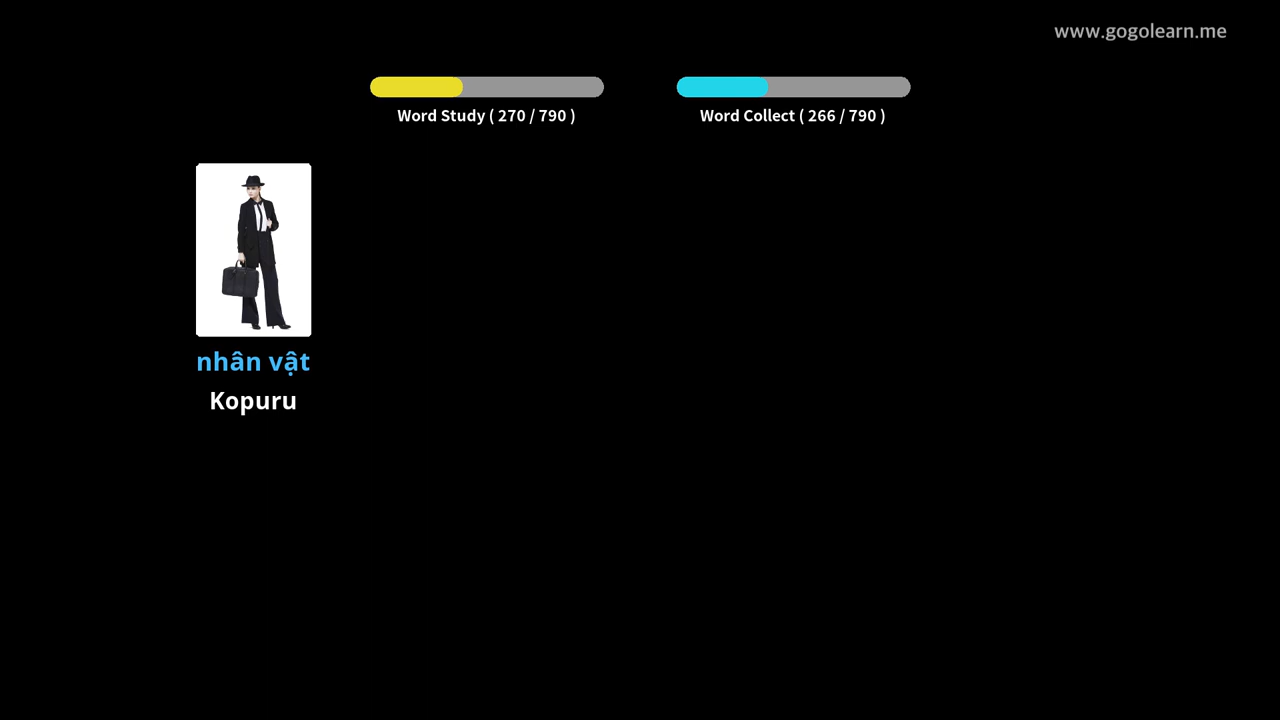 www.gogolearn.me
Word Study ( 270 / 790 )
Word Collect ( 266 / 790 )
nhân vật
Kopuru